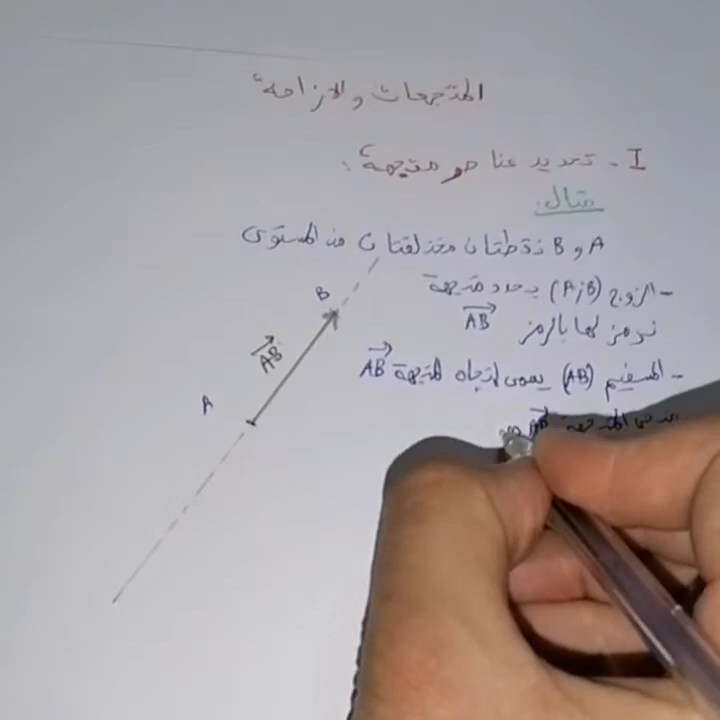 المتجهات والإزاحة
I - تحديد عناصر متجهة:
مثال:
A و B نقطتان مختلفتان من المستوى
- الزوج (A;B) يحدد متجهة
نرمز لها بالرمز AB
- المستقيم (AB) يسمى اتجاه المتجهة AB
المتجهة
B
AB
A